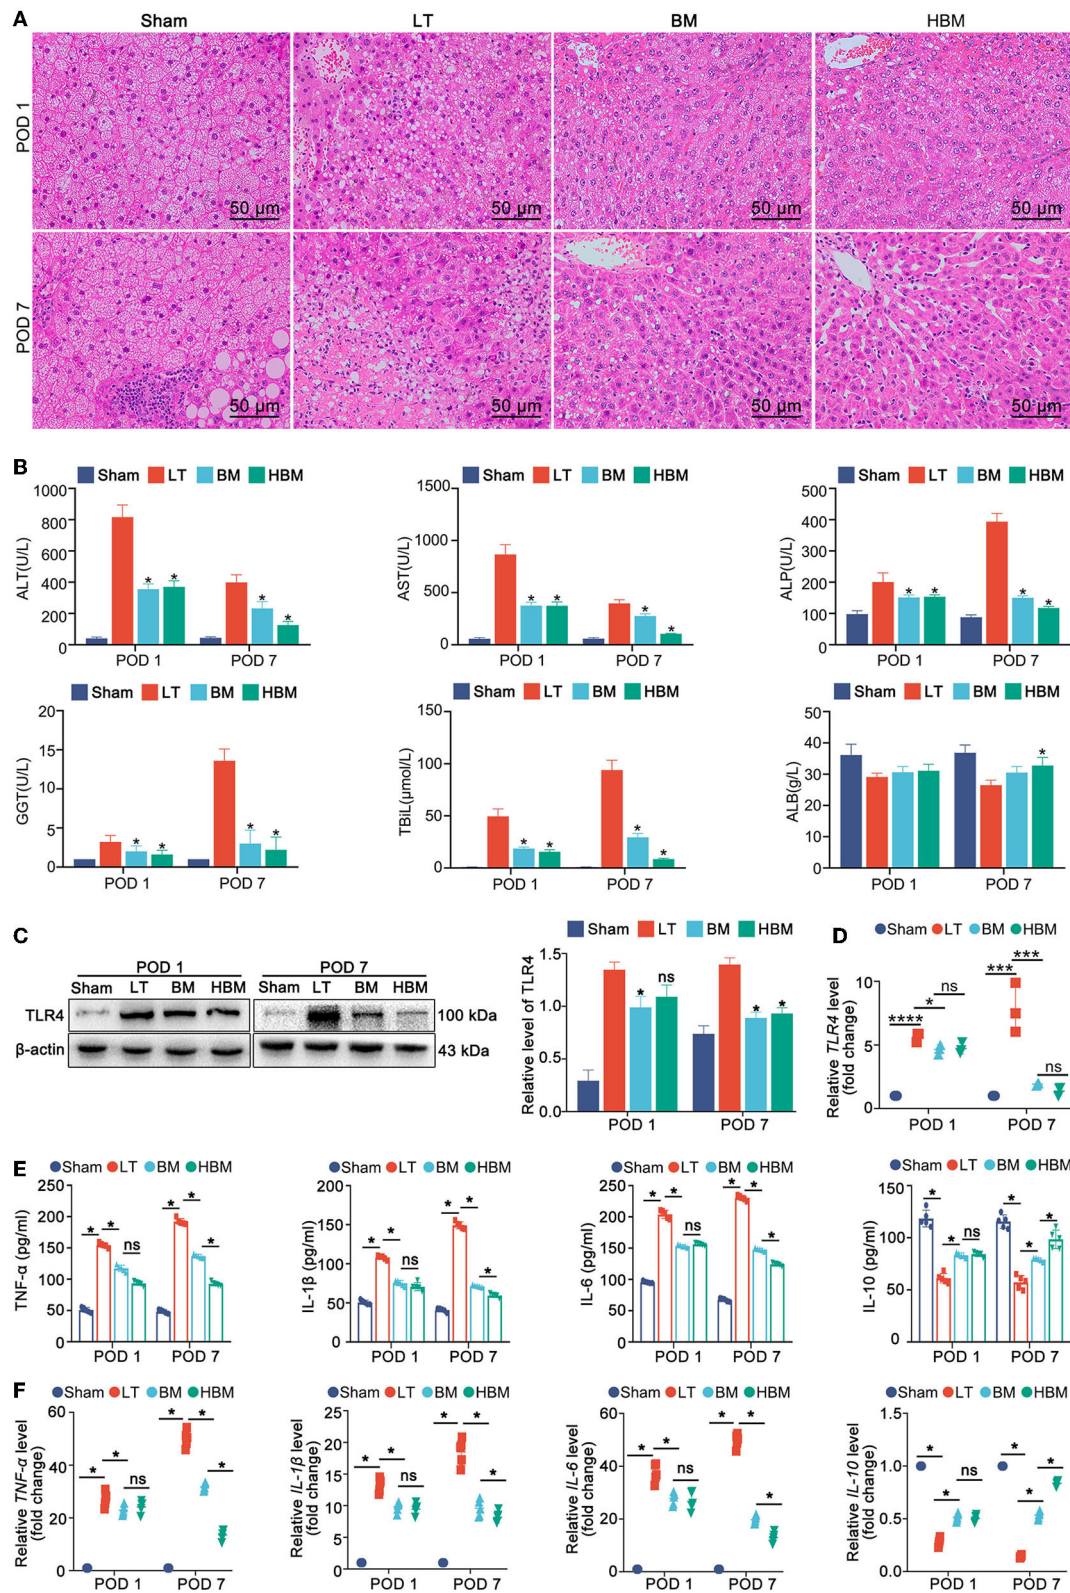 A
Sham LT BM HBM
POD 1
50 μm 50 μm 50 μm 50 μm
POD 7
50 μm 50 μm 50 μm 50 μm
B
Sham LT BM HBM
ALT(U/L)
1000
800
600
400
200
0
* * * *
POD 1 POD 7
Sham LT BM HBM
AST(U/L)
1500
1000
500
0
* * * *
POD 1 POD 7
Sham LT BM HBM
ALP(U/L)
500
400
300
200
100
0
* * * *
POD 1 POD 7
Sham LT BM HBM
GGT(U/L)
20
15
10
5
0
* * * *
POD 1 POD 7
Sham LT BM HBM
TBiL(μmol/L)
150
100
50
0
* * * *
POD 1 POD 7
Sham LT BM HBM
ALB(g/L)
50
40
30
20
10
0
*
POD 1 POD 7
C
POD 1 POD 7
Sham LT BM HBM Sham LT BM HBM
TLR4 100 kDa
β-actin 43 kDa
Sham LT BM HBM
Relative level of TLR4
1.5
1.0
0.5
0.0
* ns * *
POD 1 POD 7
D
Sham LT BM HBM
Relative TLR4 level
(fold change)
10
5
0
**** * ns *** *** ns
POD 1 POD 7
E
Sham LT BM HBM
TNF-α (pg/ml)
250
200
150
100
50
0
* * ns * * *
POD 1 POD 7
Sham LT BM HBM
IL-1β (pg/ml)
200
150
100
50
0
* * ns * * *
POD 1 POD 7
Sham LT BM HBM
IL-6 (pg/ml)
250
200
150
100
50
0
* * ns * * *
POD 1 POD 7
Sham LT BM HBM
IL-10 (pg/ml)
150
100
50
0
* * ns * * *
POD 1 POD 7
F
Sham LT BM HBM
Relative TNF-α level
(fold change)
60
40
20
0
* * ns * * *
POD 1 POD 7
Sham LT BM HBM
Relative IL-1β level
(fold change)
25
20
15
10
5
0
* * ns * * *
POD 1 POD 7
Sham LT BM HBM
Relative IL-6 level
(fold change)
60
40
20
0
* * ns * * *
POD 1 POD 7
Sham LT BM HBM
Relative IL-10 level
(fold change)
1.5
1.0
0.5
0.0
* * ns * * *
POD 1 POD 7